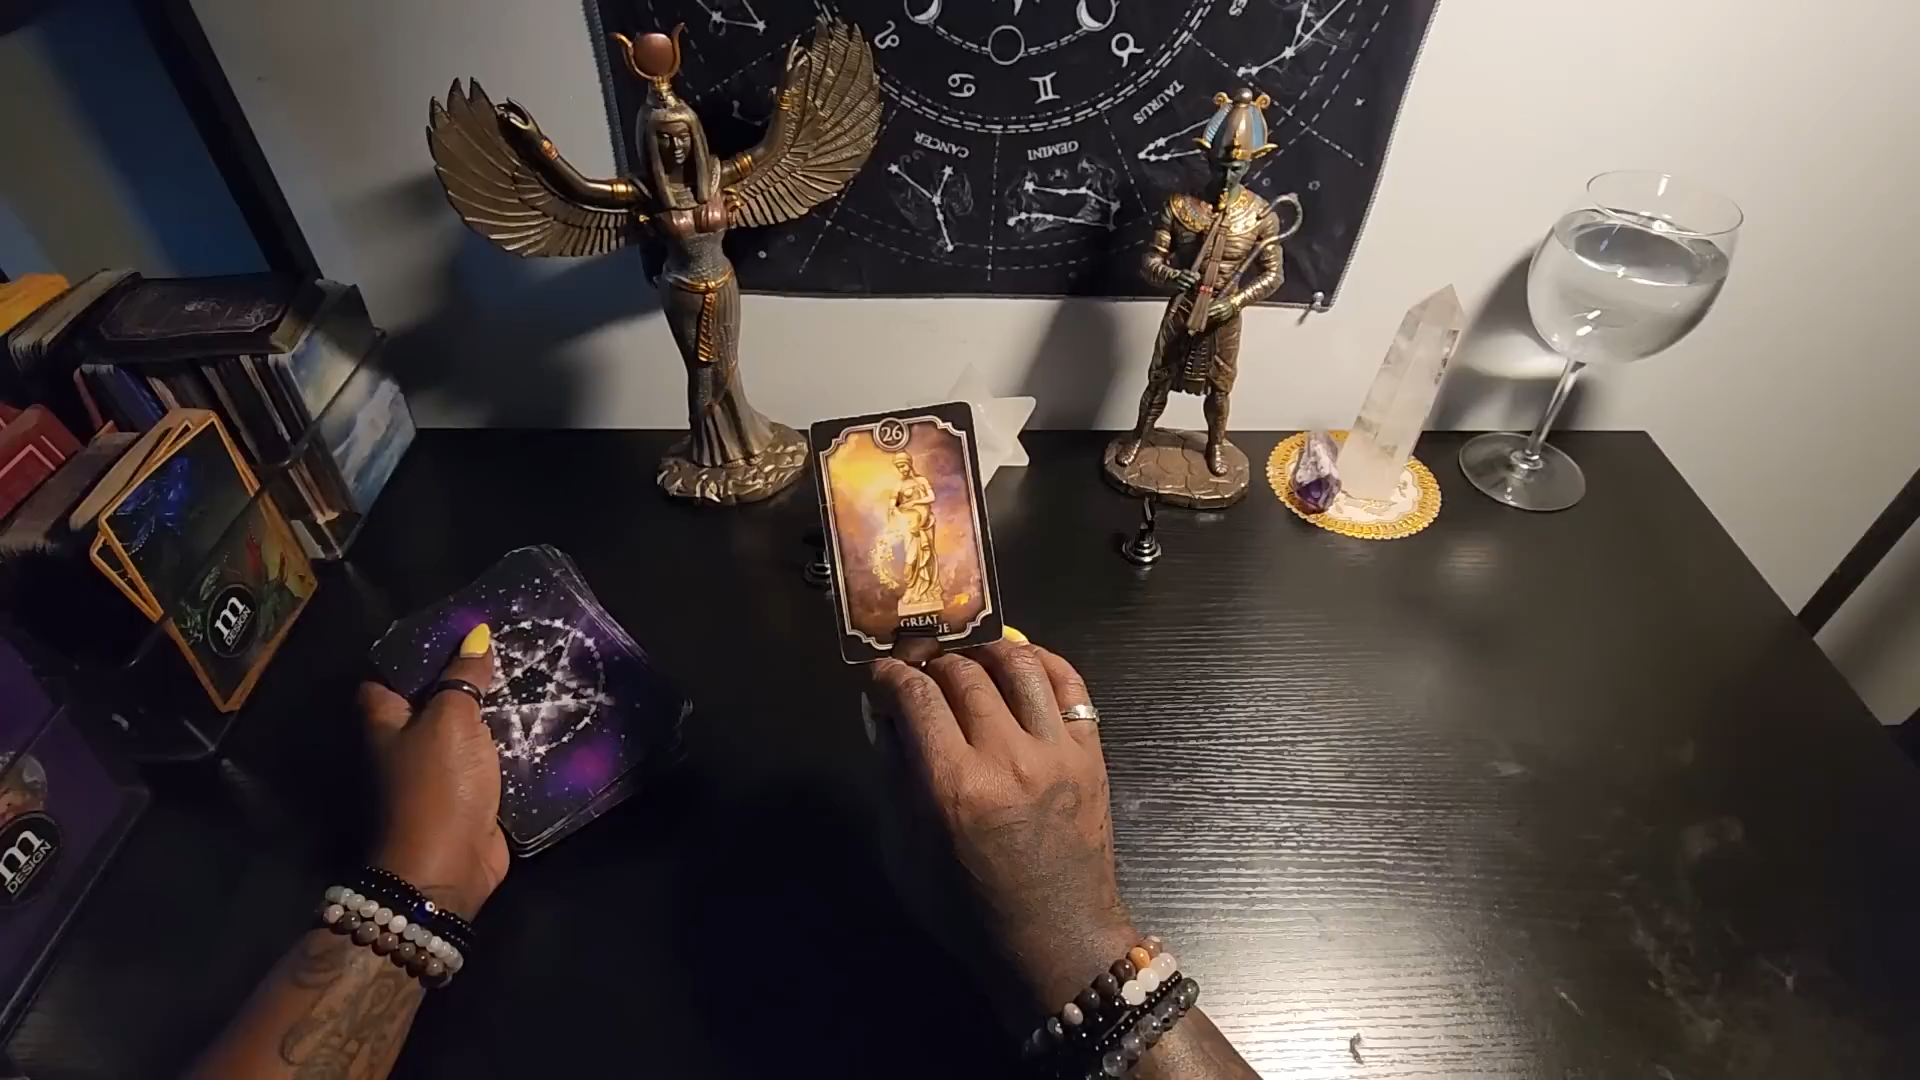 TAURUS
GEMINI
CANCER
26
GREAT
m
DESIGN
m
DESIGN